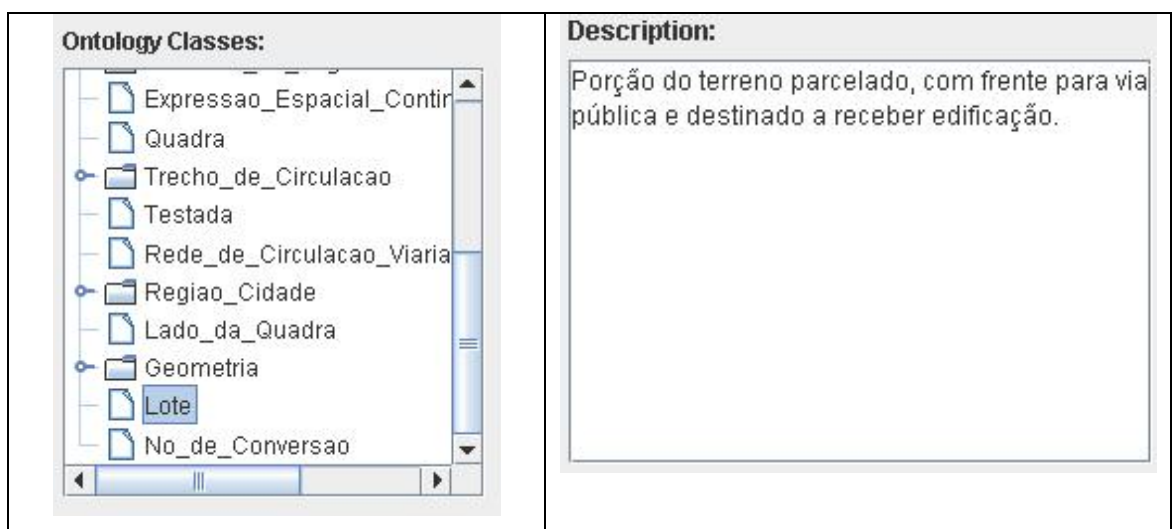 Ontology Classes:
Expressao_Espacial_Contir
Quadra
Trecho_de_Circulacao
Testada
Rede_de_Circulacao_Viaria
Regiao_Cidade
Lado_da_Quadra
Geometria
Lote
No_de_Conversao
Description:
Porção do terreno parcelado, com frente para via
pública e destinado a receber edificação.